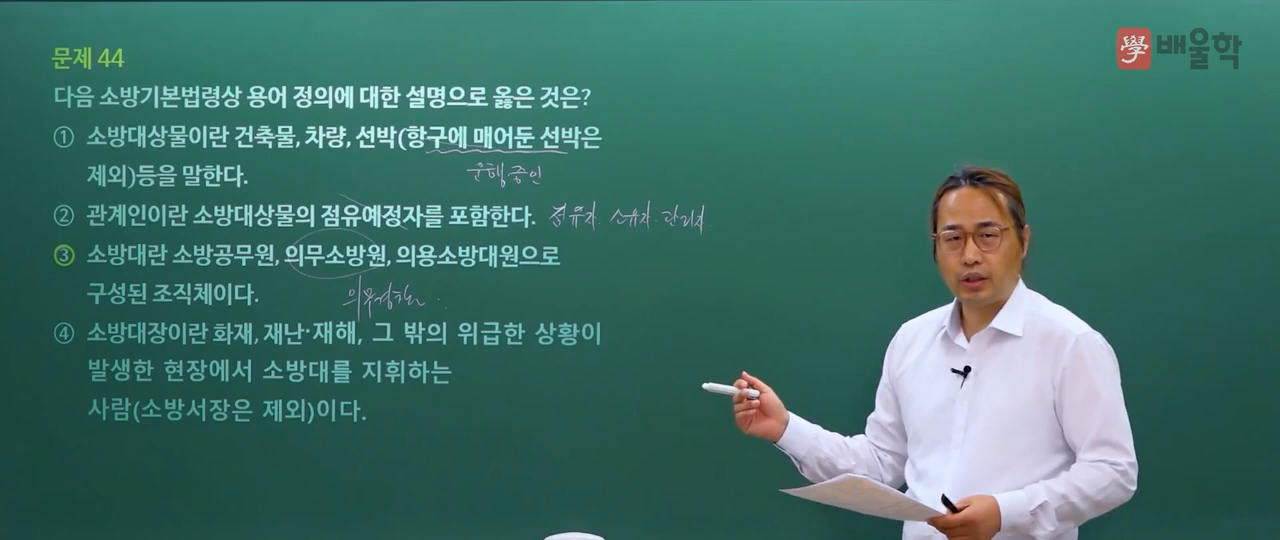 문제 44
學 배울학
다음 소방기본법령상 용어 정의에 대한 설명으로 옳은 것은?
① 소방대상물이란 건축물, 차량, 선박(항구에 매어둔 선박은
제외)등을 말한다.
운행중인
② 관계인이란 소방대상물의 점유예정자를 포함한다. 점유자. 소유자. 관리자
③ 소방대란 소방공무원, 의무소방원, 의용소방대원으로
구성된 조직체이다.
④ 소방대장이란 화재, 재난·재해, 그 밖의 위급한 상황이
발생한 현장에서 소방대를 지휘하는
사람(소방서장은 제외)이다.